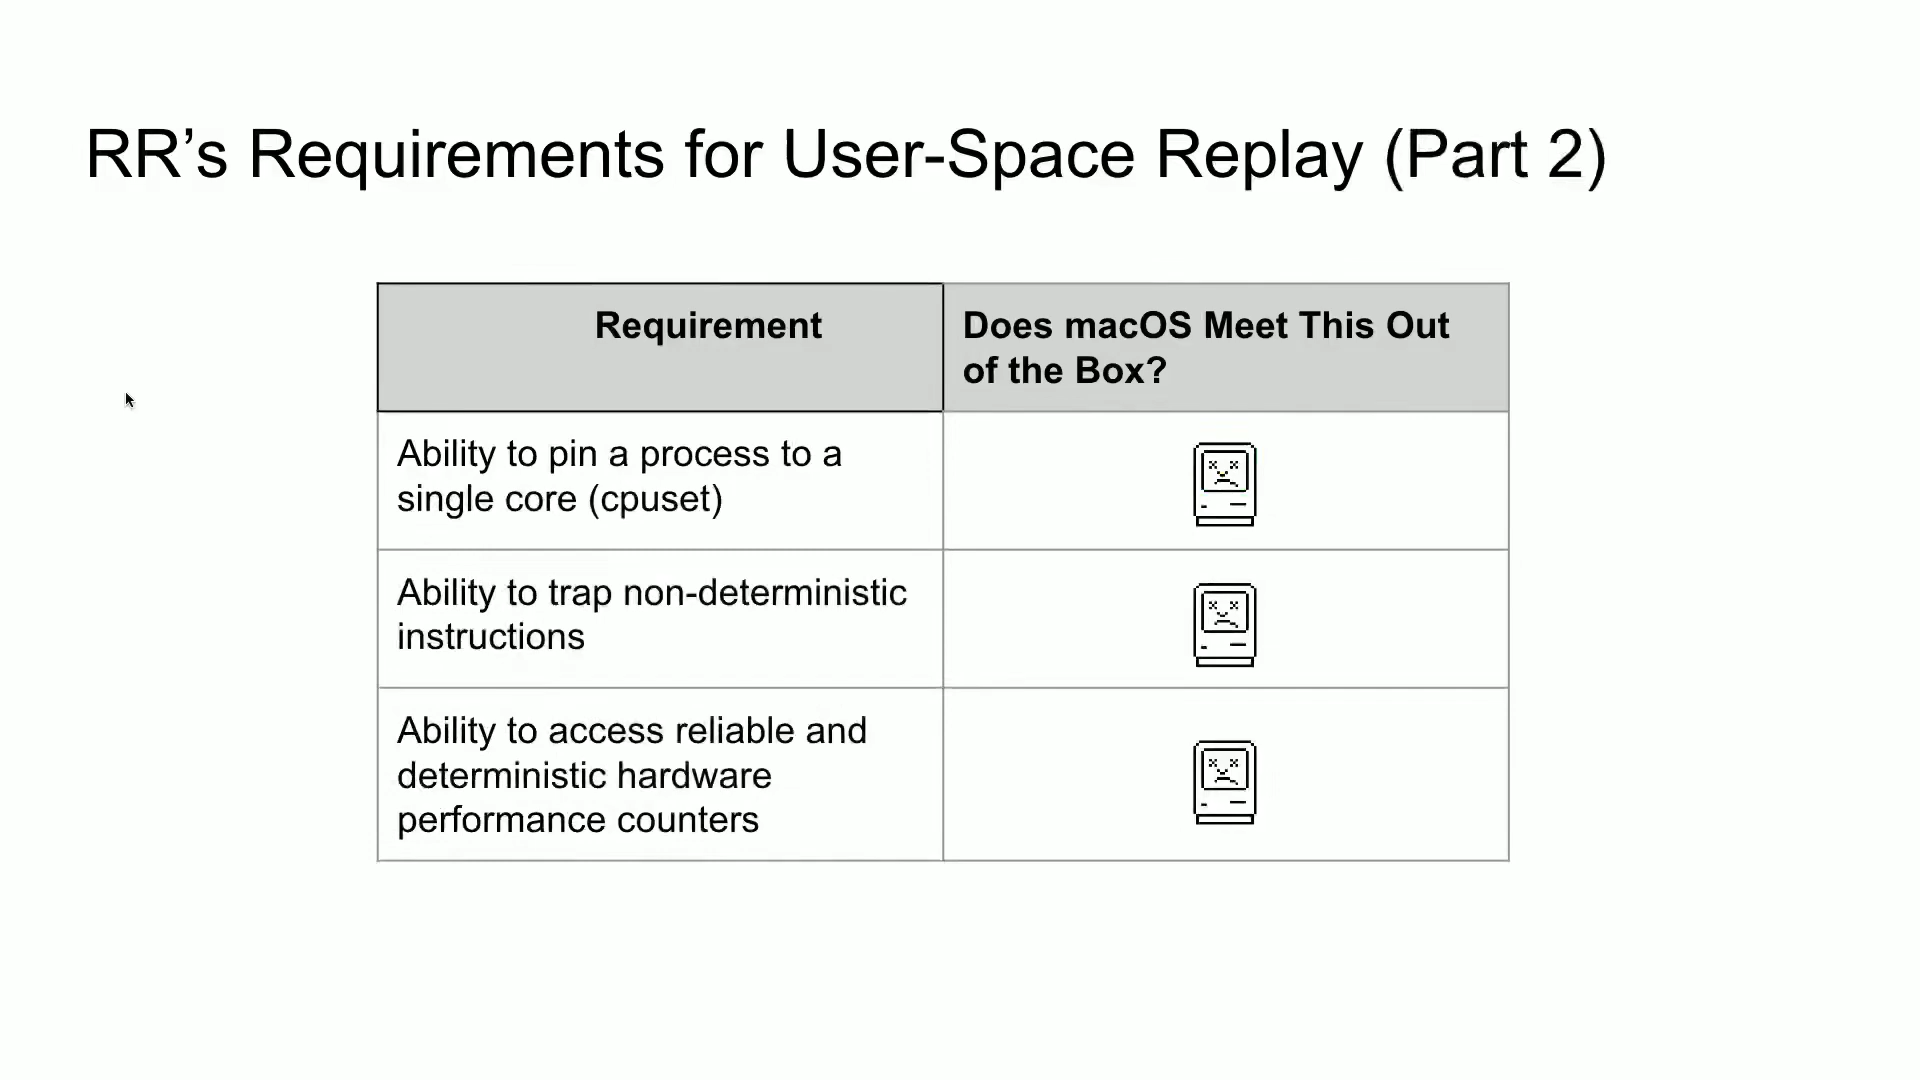 RR’s Requirements for User-Space Replay (Part 2)
Requirement
Does macOS Meet This Out
of the Box?
Ability to pin a process to a
single core (cpuset)
Ability to trap non-deterministic
instructions
Ability to access reliable and
deterministic hardware
performance counters